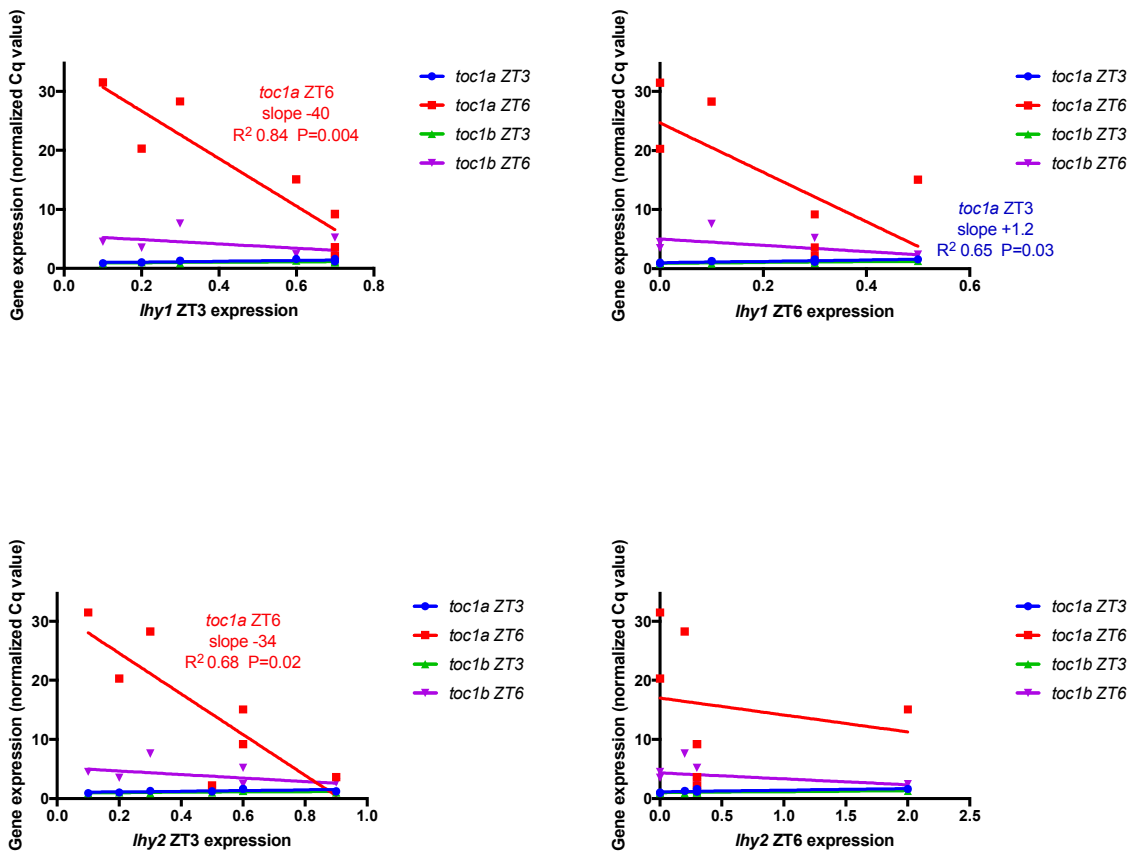 Gene expression (normalized Cq value)
30
20
10
0
0.0 0.2 0.4 0.6 0.8
lhy1 ZT3 expression
toc1a ZT6
slope -40
R2 0.84 P=0.004
toc1a ZT3
toc1a ZT6
toc1b ZT3
toc1b ZT6
Gene expression (normalized Cq value)
30
20
10
0
0.0 0.2 0.4 0.6
lhy1 ZT6 expression
toc1a ZT3
slope +1.2
R2 0.65 P=0.03
toc1a ZT3
toc1a ZT6
toc1b ZT3
toc1b ZT6
Gene expression (normalized Cq value)
30
20
10
0
0.0 0.2 0.4 0.6 0.8 1.0
lhy2 ZT3 expression
toc1a ZT6
slope -34
R2 0.68 P=0.02
toc1a ZT3
toc1a ZT6
toc1b ZT3
toc1b ZT6
Gene expression (normalized Cq value)
30
20
10
0
0.0 0.5 1.0 1.5 2.0 2.5
lhy2 ZT6 expression
toc1a ZT3
toc1a ZT6
toc1b ZT3
toc1b ZT6